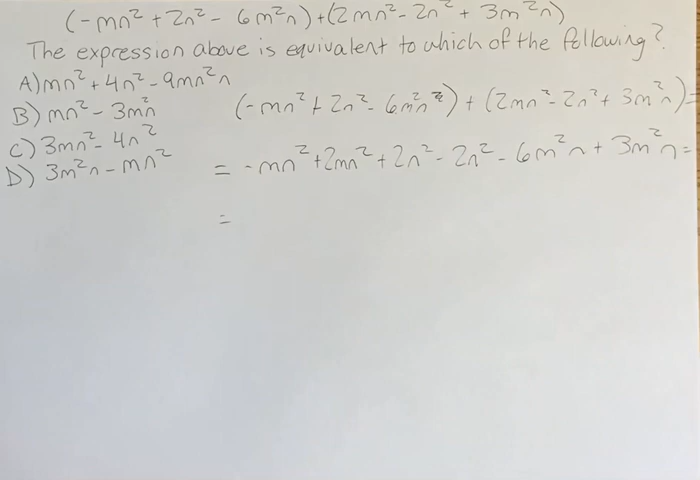 (-mn² + 2n² - 6m²n) + (2mn² - 2n² + 3m²n)
The expression above is equivalent to which of the following?
A) mn² + 4n² - 9mn²n
B) mn² - 3m²n
C) 3mn² - 4n²
D) 3m²n - mn²
(-mn² + 2n² - 6m²n) + (2mn² - 2n² + 3m²n) =
= -mn² + 2mn² + 2n² - 2n² - 6m²n + 3m²n =
=